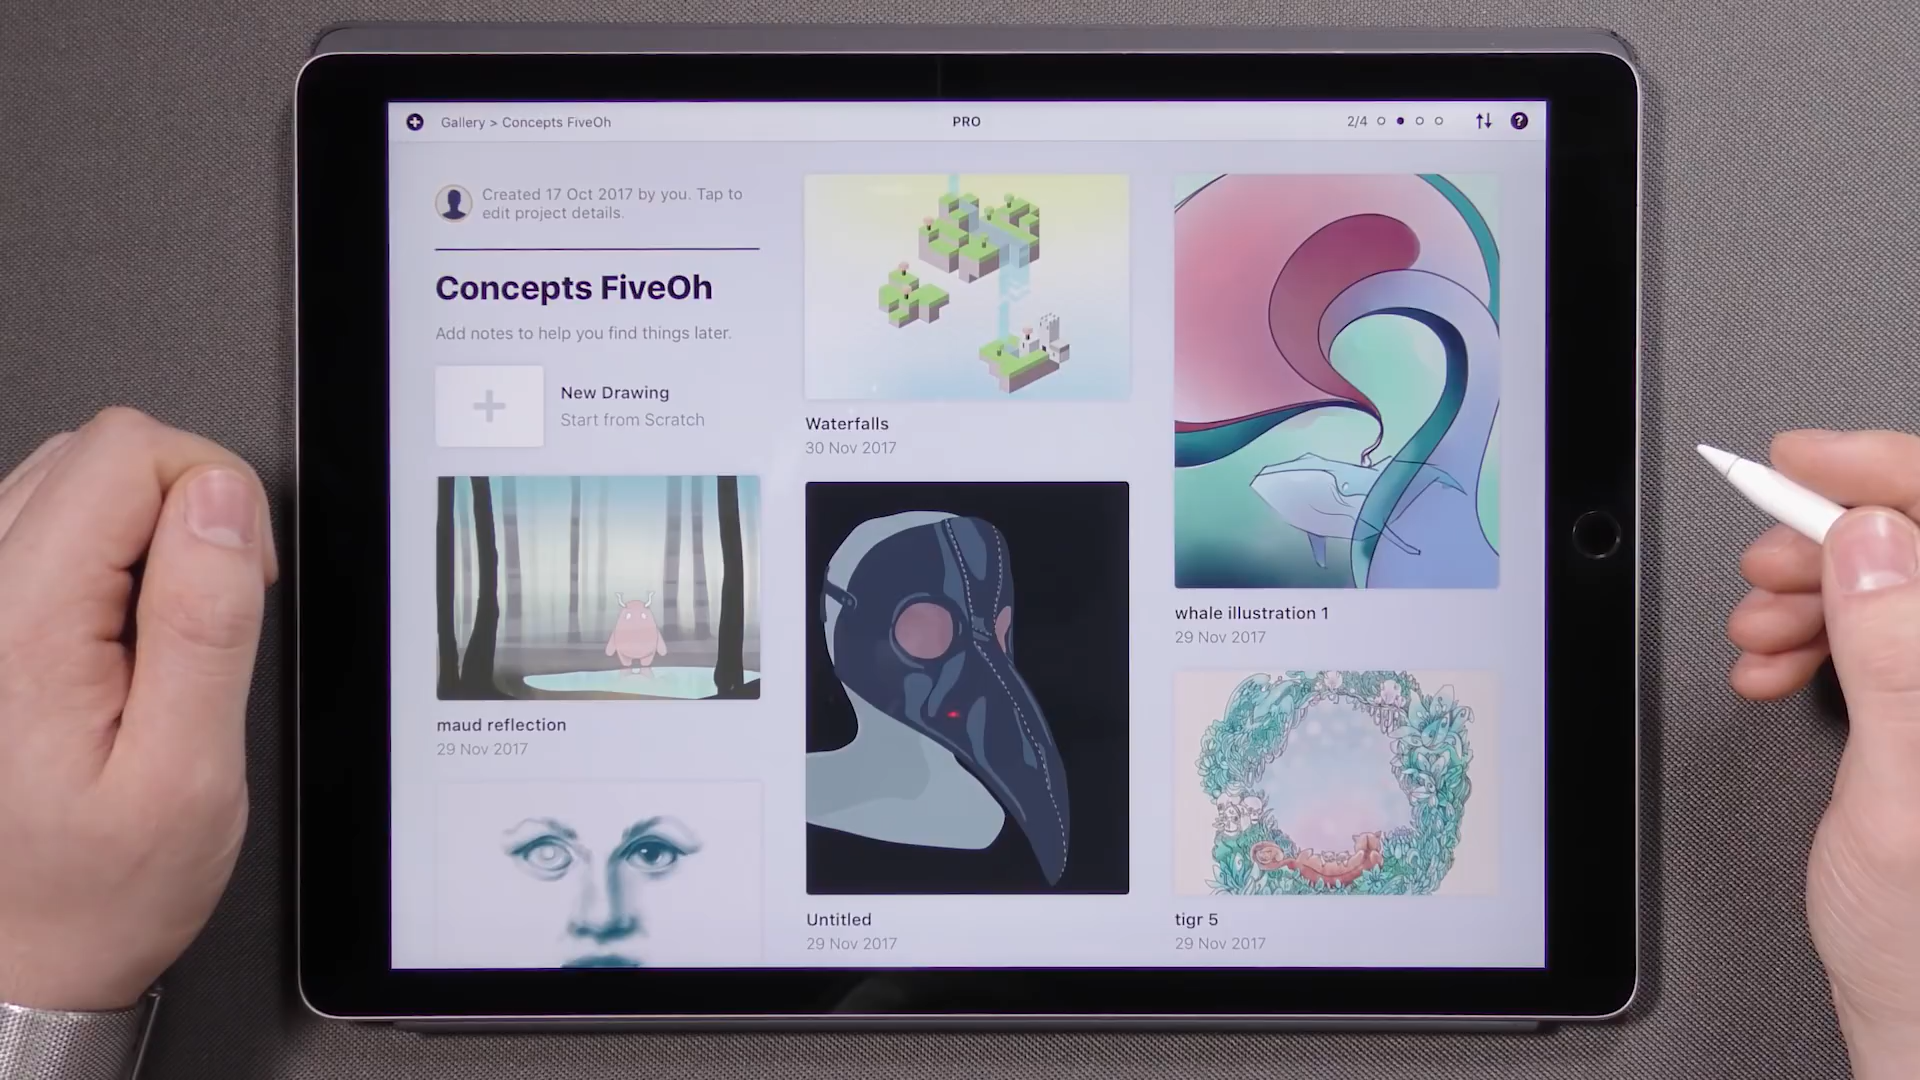 Gallery > Concepts FiveOh
PRO
2/4
?
Created 17 Oct 2017 by you. Tap to
edit project details.
Concepts FiveOh
Add notes to help you find things later.
New Drawing
Start from Scratch
maud reflection
29 Nov 2017
Waterfalls
30 Nov 2017
Untitled
29 Nov 2017
whale illustration 1
29 Nov 2017
tigr 5
29 Nov 2017